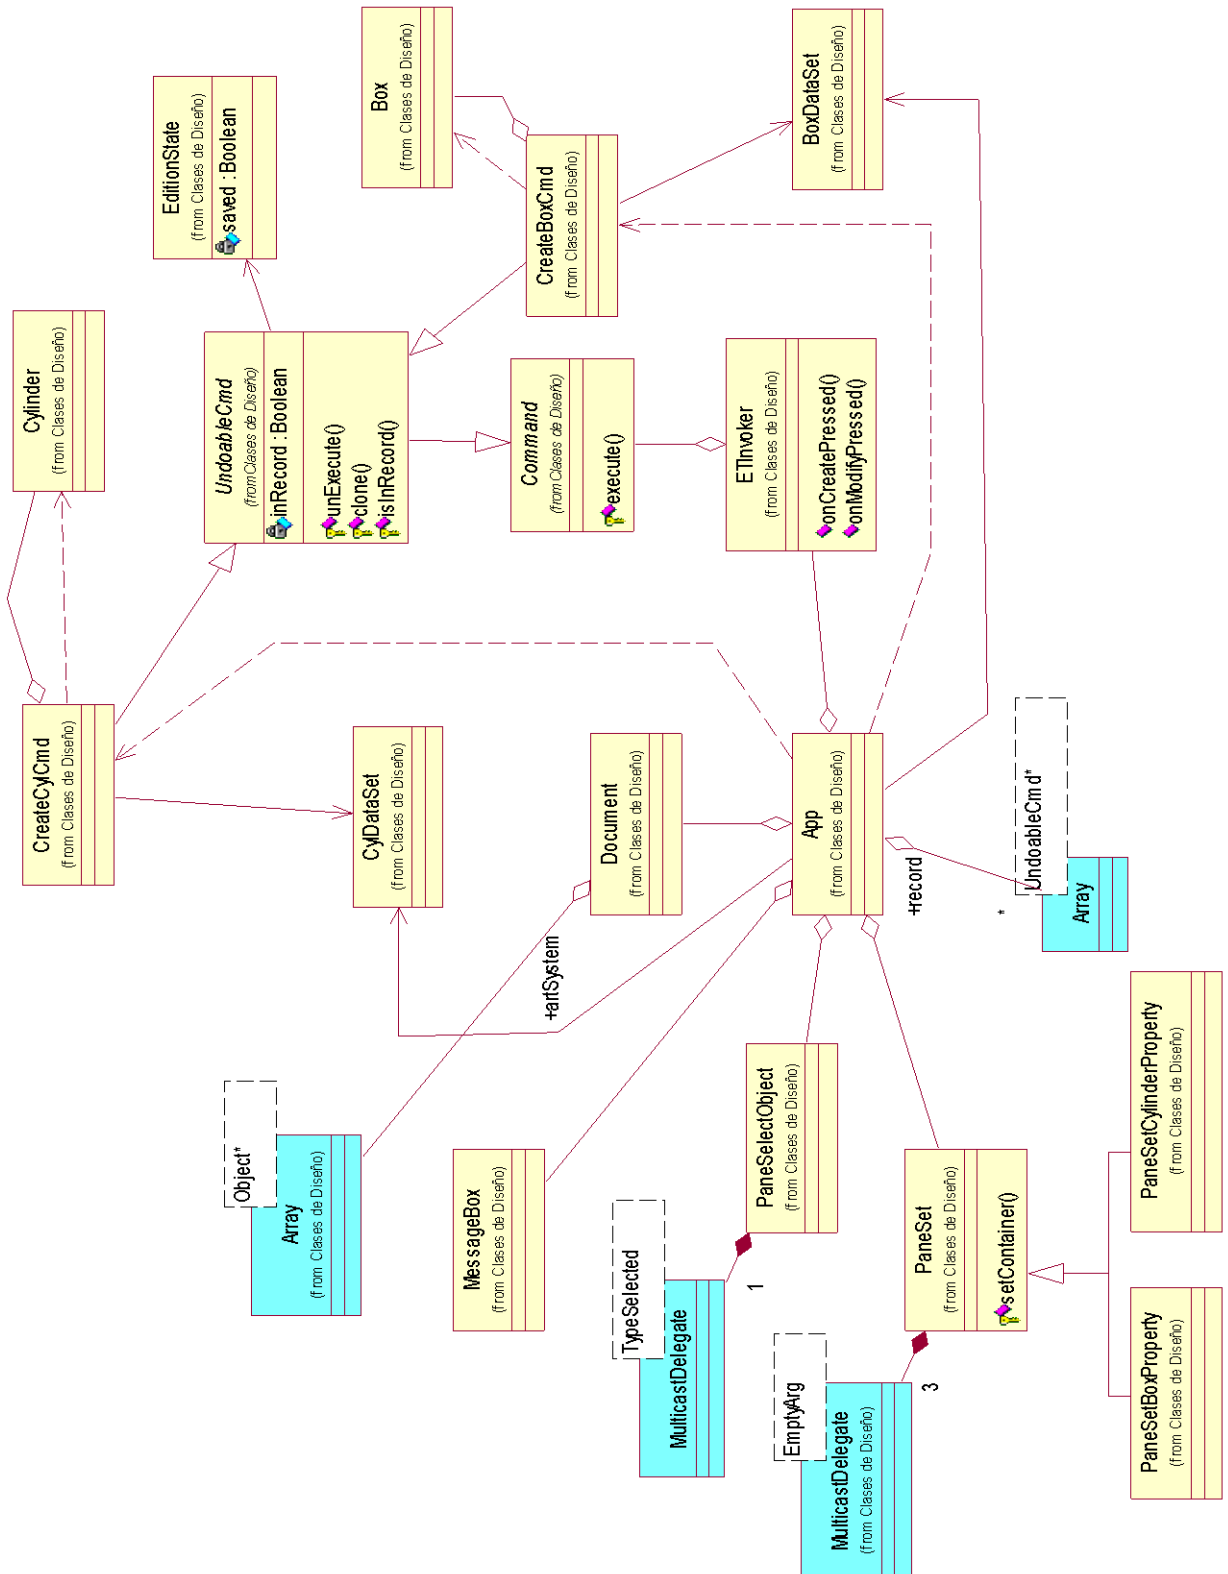 Cylinder
(from Clases de Diseño)
EditionState
(from Clases de Diseño)
saved : Boolean
Box
(from Clases de Diseño)
BoxDataSet
(from Clases de Diseño)
CreateBoxCmd
(from Clases de Diseño)
UndoableCmd
(from Clases de Diseño)
inRecord : Boolean
unExecute()
clone()
isInRecord()
Command
(from Clases de Diseño)
execute()
ETInvoker
(from Clases de Diseño)
onCreatePressed()
onModifyPressed()
CreateCylCmd
(from Clases de Diseño)
CylDataSet
(from Clases de Diseño)
Document
(from Clases de Diseño)
App
(from Clases de Diseño)
+record
*
UndoableCmd*
Array
+artSystem
Object*
Array
(from Clases de Diseño)
MessageBox
(from Clases de Diseño)
PaneSelectObject
(from Clases de Diseño)
TypeSelected
MulticastDelegate
1
PaneSet
(from Clases de Diseño)
setContainer()
EmptyArg
MulticastDelegate
(from Clases de Diseño)
3
PaneSetCylinderProperty
(from Clases de Diseño)
PaneSetBoxProperty
(from Clases de Diseño)